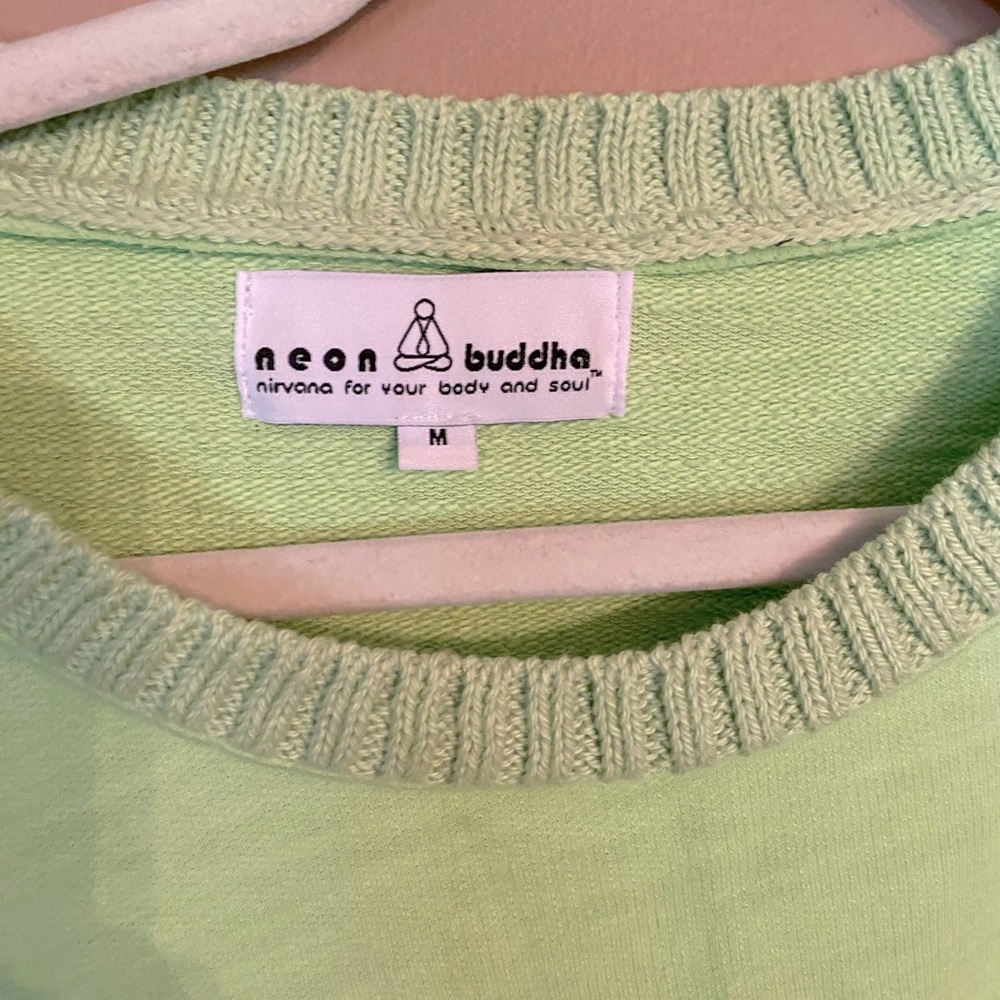 neon buddha™
nirvana for your body and soul
M